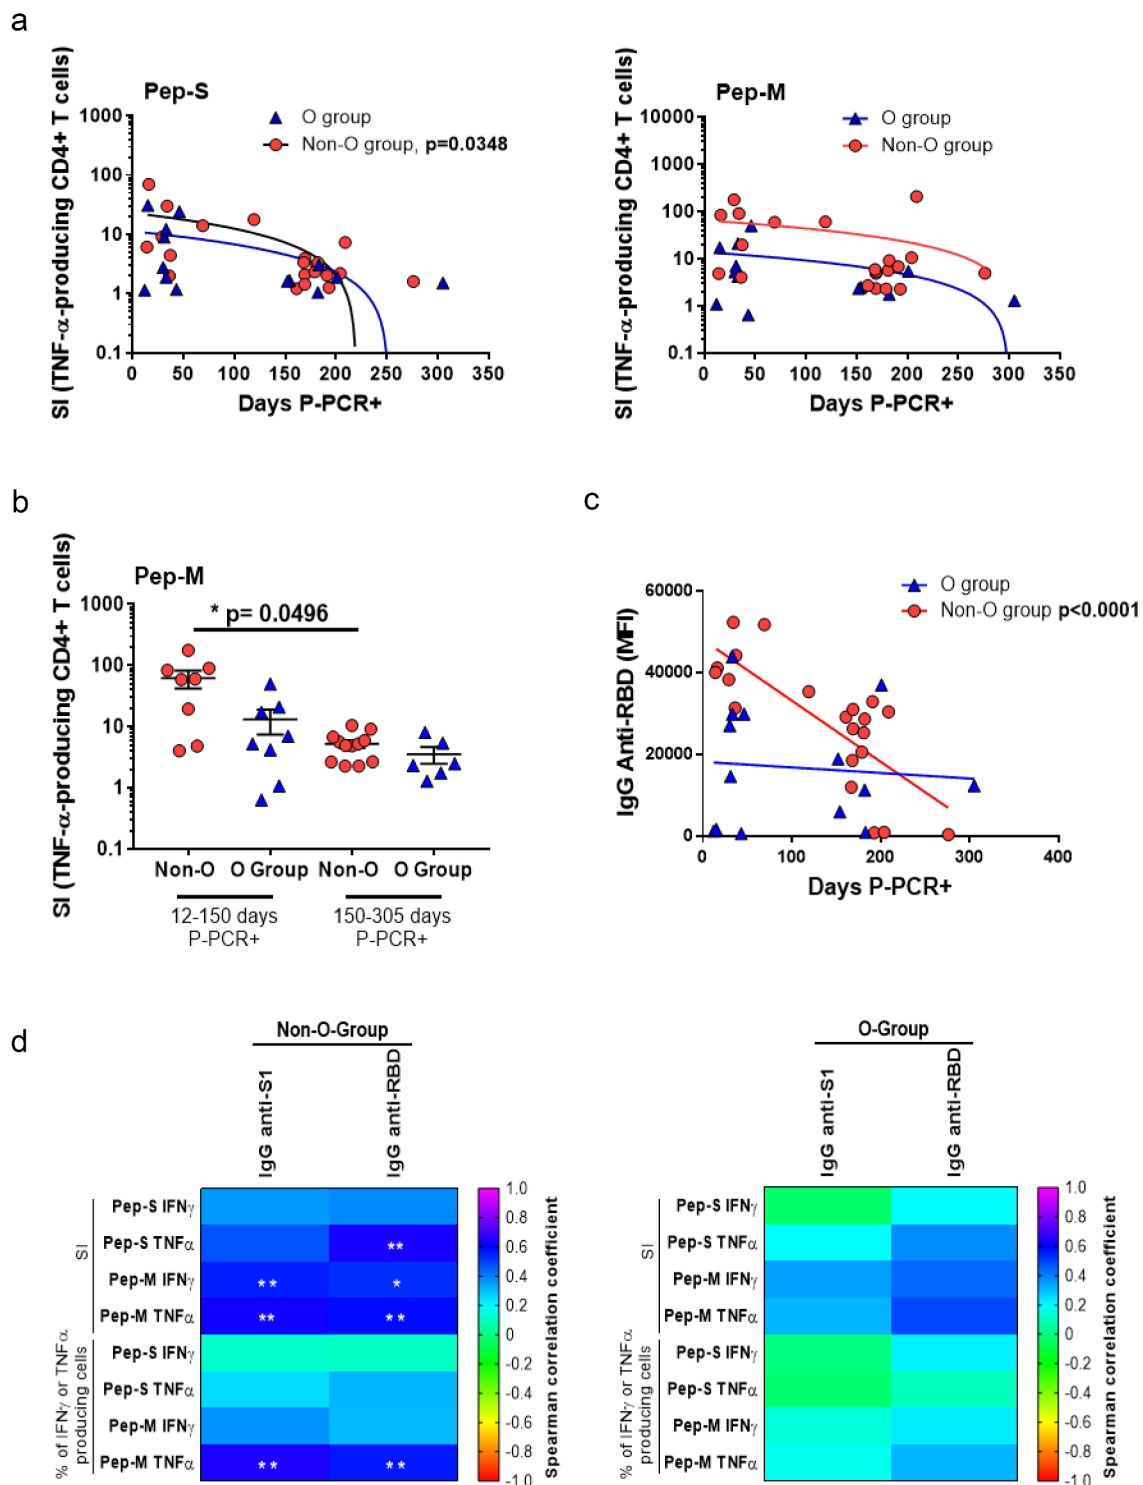 a
SI (TNF-α-producing CD4+ T cells)
Pep-S
O group
Non-O group, p=0.0348
1000
100
10
1
0.1
0 50 100 150 200 250 300 350
Days P-PCR+
SI (TNF-α-producing CD4+ T cells)
Pep-M
O group
Non-O group
10000
1000
100
10
1
0.1
0 50 100 150 200 250 300 350
Days P-PCR+
b
SI (TNF-α-producing CD4+ T cells)
Pep-M
* p= 0.0496
1000
100
10
1
0.1
Non-O O Group Non-O O Group
12-150 days
P-PCR+
150-305 days
P-PCR+
c
IgG Anti-RBD (MFI)
O group
Non-O group p<0.0001
60000
40000
20000
0
0 100 200 300 400
Days P-PCR+
d
Non-O-Group
IgG anti-S1
IgG anti-RBD
SI
Pep-S IFNγ
Pep-S TNFα
**
Pep-M IFNγ
** *
Pep-M TNFα
** **
% of IFNγ or TNFα
producing cells
Pep-S IFNγ
Pep-S TNFα
Pep-M IFNγ
Pep-M TNFα
** **
1.0
0.8
0.6
0.4
0.2
0
-0.2
-0.4
-0.6
-0.8
-1.0
Spearman correlation coefficient
O-Group
IgG anti-S1
IgG anti-RBD
SI
Pep-S IFNγ
Pep-S TNFα
Pep-M IFNγ
Pep-M TNFα
% of IFNγ or TNFα
producing cells
Pep-S IFNγ
Pep-S TNFα
Pep-M IFNγ
Pep-M TNFα
1.0
0.8
0.6
0.4
0.2
0
-0.2
-0.4
-0.6
-0.8
-1.0
Spearman correlation coefficient